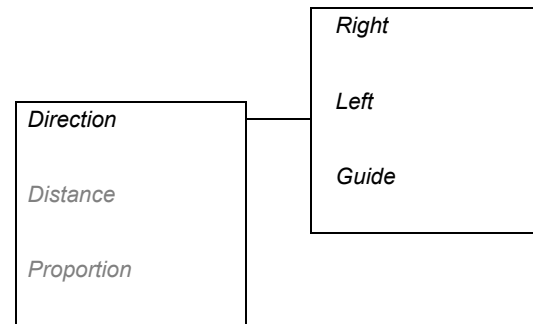 Direction
Distance
Proportion
Right
Left
Guide